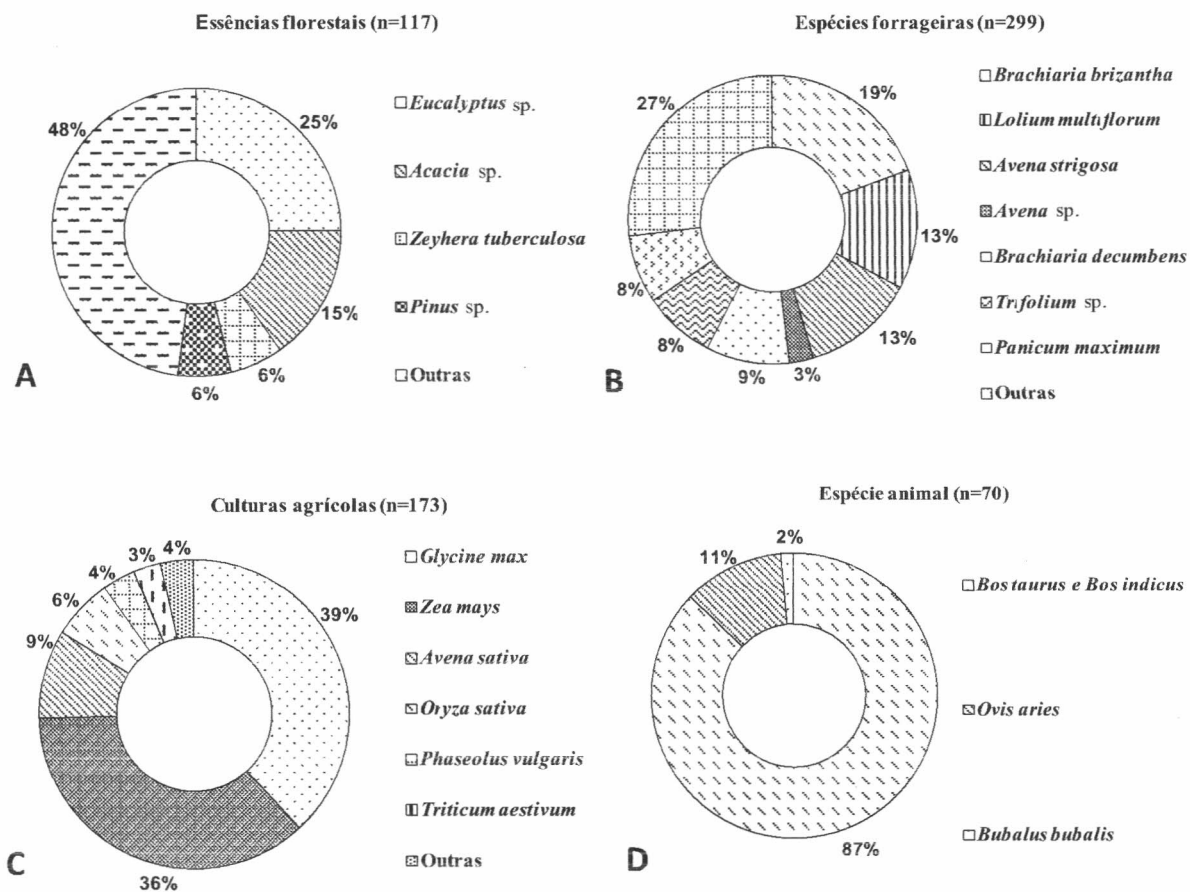 Essências florestais (n=117)
48%
25%
15%
6%
6%
Eucalyptus sp.
Acacia sp.
Zeyhera tuberculosa
Pinus sp.
Outras
A
Espécies forrageiras (n=299)
27%
19%
13%
13%
3%
9%
8%
8%
Brachiaria brizantha
Lolium multiflorum
Avena strigosa
Avena sp.
Brachiaria decumbens
Trifolium sp.
Panicum maximum
Outras
B
Culturas agrícolas (n=173)
4%
3%
4%
6%
9%
39%
36%
Glycine max
Zea mays
Avena sativa
Oryza sativa
Phaseolus vulgaris
Triticum aestivum
Outras
C
Espécie animal (n=70)
2%
11%
87%
Bos taurus e Bos indicus
Ovis aries
Bubalus bubalis
D